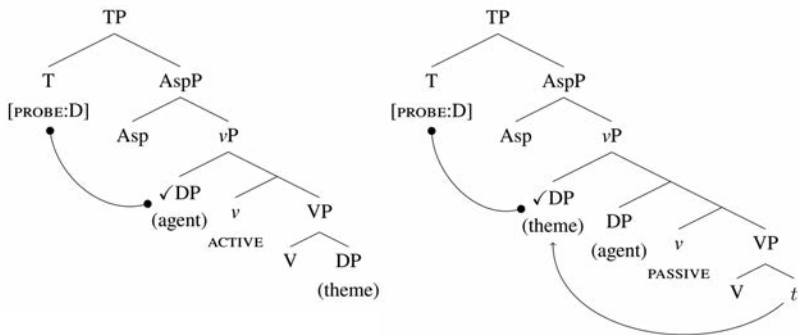 TP
T AspP
[PROBE:D]
Asp vP
✓DP
(agent)
v VP
ACTIVE
V DP
(theme)
TP
T AspP
[PROBE:D]
Asp vP
✓DP
(theme)
DP
(agent)
v VP
PASSIVE
V t